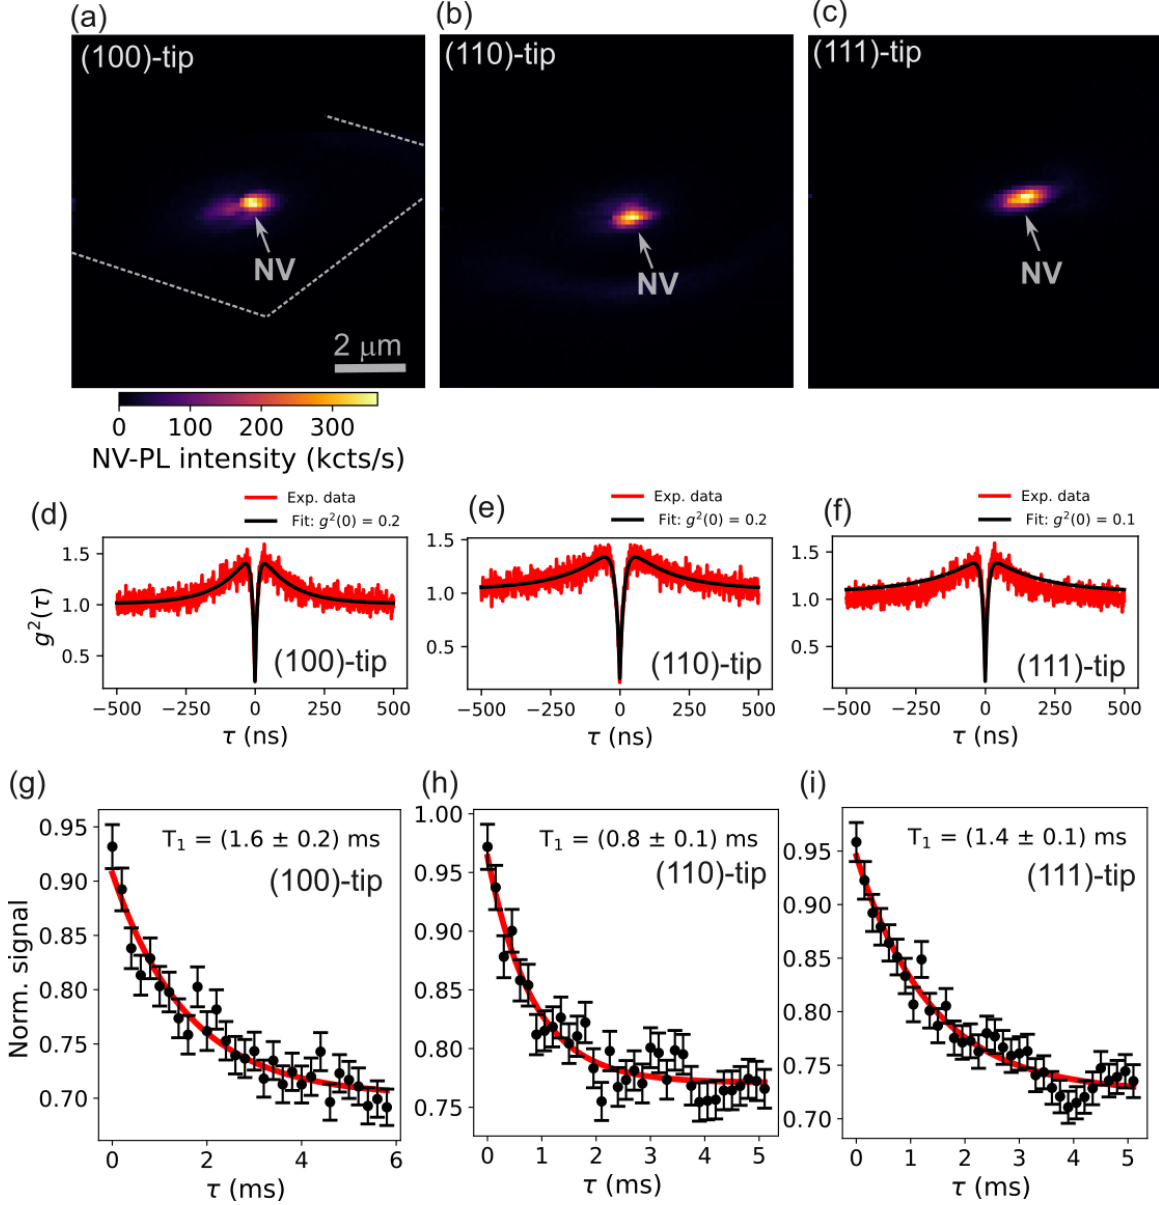 (a)
(b)
(c)
(100)-tip
(110)-tip
(111)-tip
NV
NV
NV
2 μm
0 100 200 300
NV-PL intensity (kcts/s)
(d)
Exp. data
Fit: g²(0) = 0.2
1.5
1.0
0.5
g²(τ)
(100)-tip
−500 −250 0 250 500
τ (ns)
(e)
Exp. data
Fit: g²(0) = 0.2
1.5
1.0
0.5
(110)-tip
−500 −250 0 250 500
τ (ns)
(f)
Exp. data
Fit: g²(0) = 0.1
1.5
1.0
0.5
(111)-tip
−500 −250 0 250 500
τ (ns)
(g)
T₁ = (1.6 ± 0.2) ms
(100)-tip
0.95
0.90
0.85
0.80
0.75
0.70
Norm. signal
0 2 4 6
τ (ms)
(h)
T₁ = (0.8 ± 0.1) ms
(110)-tip
1.00
0.95
0.90
0.85
0.80
0.75
0 1 2 3 4 5
τ (ms)
(i)
T₁ = (1.4 ± 0.1) ms
(111)-tip
0.95
0.90
0.85
0.80
0.75
0.70
0 1 2 3 4 5
τ (ms)